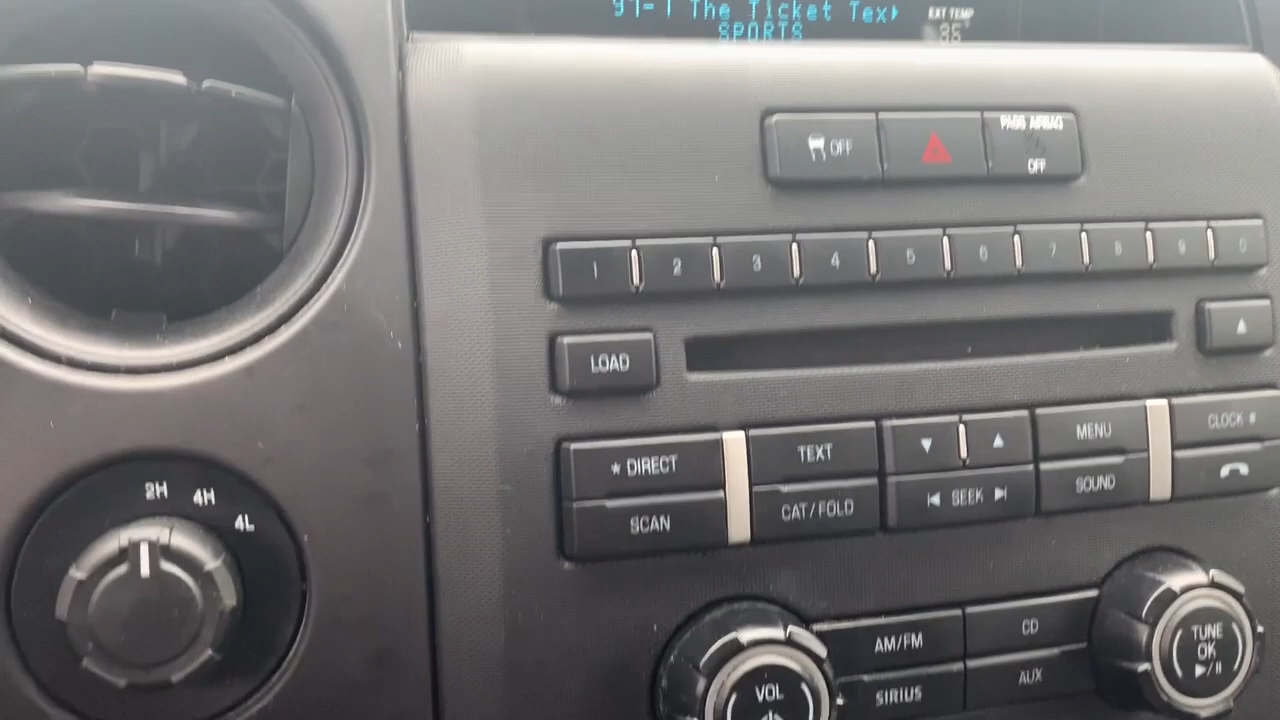 97-1 The Ticket Tex
EXT TEMP
SPORTS
35°
OFF
PASS AIRBAG
OFF
1 2 3 4 5 6 7 8 9 0
LOAD
* DIRECT
TEXT
MENU
CLOCK #
SCAN
CAT/FOLD
SEEK
SOUND
2H 4H 4L
AM/FM
CD
SIRIUS
AUX
VOL
TUNE
OK